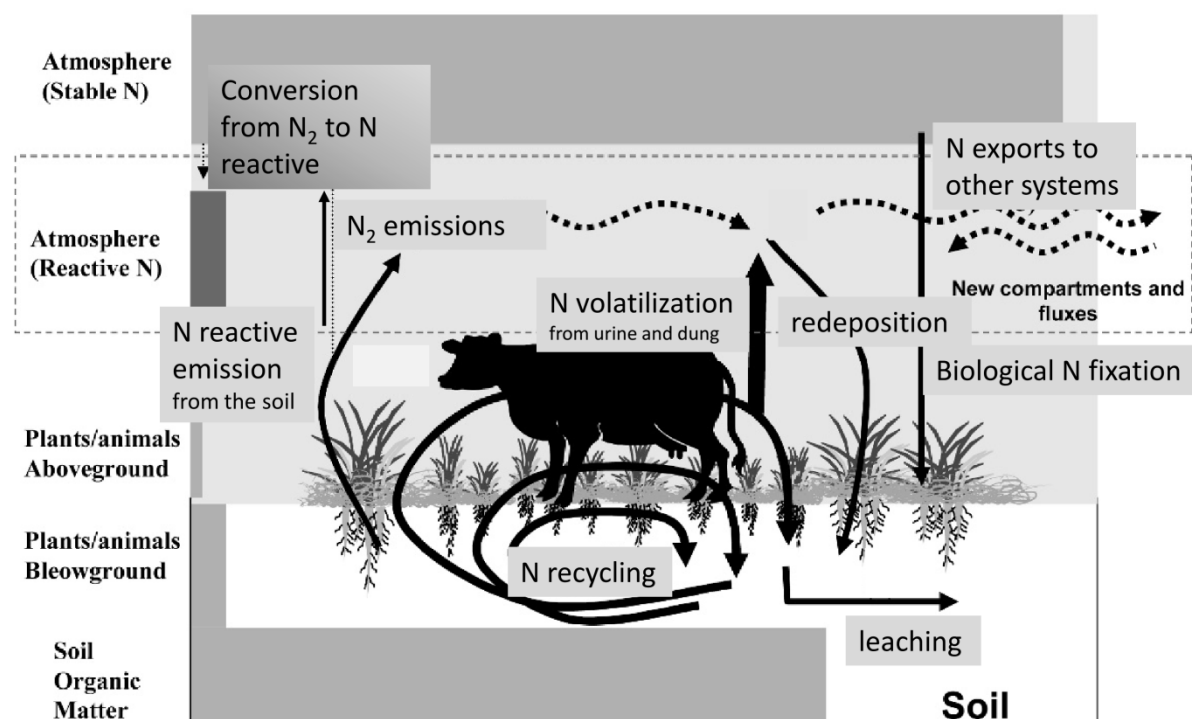 Atmosphere
(Stable N)
Conversion
from N₂ to N
reactive
N exports to
other systems
Atmosphere
(Reactive N)
N₂ emissions
New compartments and
fluxes
N volatilization
from urine and dung
redeposition
N reactive
emission
from the soil
Biological N fixation
Plants/animals
Aboveground
Plants/animals
Bleowground
N recycling
leaching
Soil
Organic
Matter
Soil